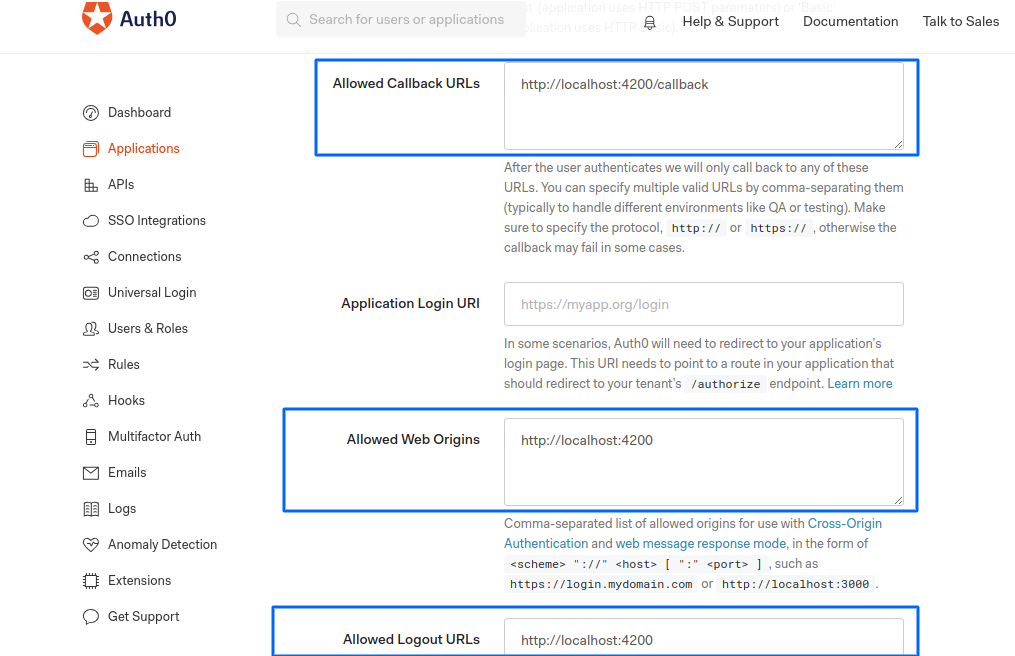 Auth0
Search for users or applications
st' (application uses HTTP POST parameters) or 'Basic'
plication uses HTTP Basic).
Help & Support
Documentation
Talk to Sales
Dashboard
Applications
APIs
SSO Integrations
Connections
Universal Login
Users & Roles
Rules
Hooks
Multifactor Auth
Emails
Logs
Anomaly Detection
Extensions
Get Support
Allowed Callback URLs
http://localhost:4200/callback
After the user authenticates we will only call back to any of these
URLs. You can specify multiple valid URLs by comma-separating them
(typically to handle different environments like QA or testing). Make
sure to specify the protocol, http:// or https:// , otherwise the
callback may fail in some cases.
Application Login URI
https://myapp.org/login
In some scenarios, Auth0 will need to redirect to your application's
login page. This URI needs to point to a route in your application that
should redirect to your tenant's /authorize endpoint. Learn more
Allowed Web Origins
http://localhost:4200
Comma-separated list of allowed origins for use with Cross-Origin
Authentication and web message response mode, in the form of
<scheme> "://" <host> [ ":" <port> ] , such as
https://login.mydomain.com or http://localhost:3000 .
Allowed Logout URLs
http://localhost:4200